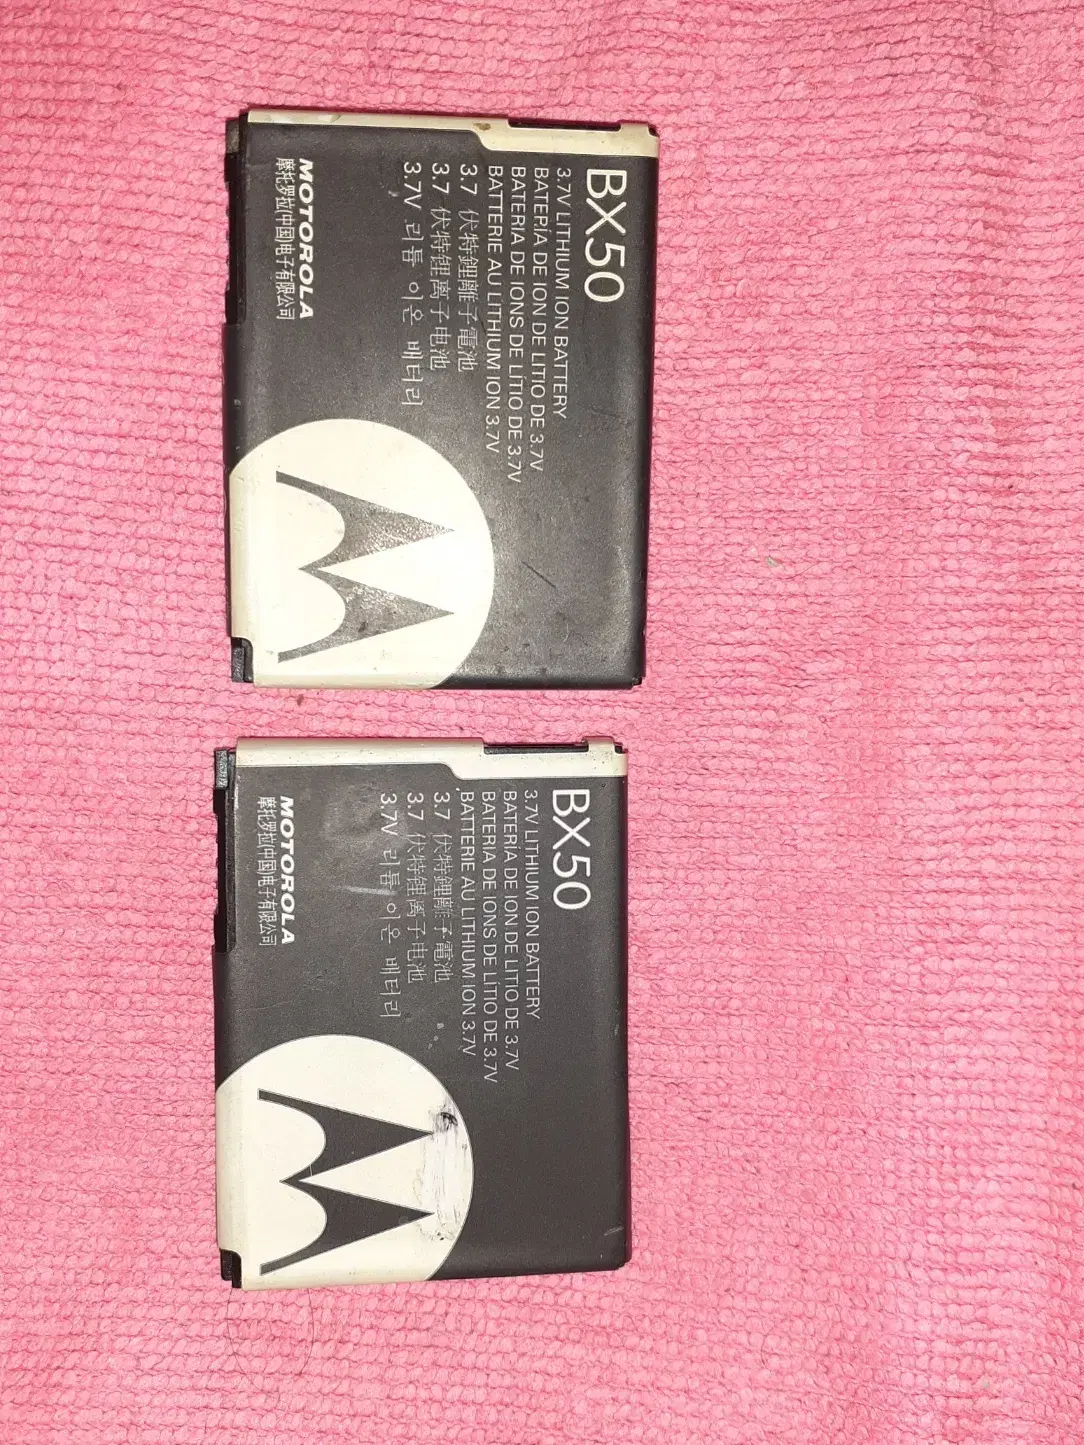 BX50
3.7V LITHIUM ION BATTERY
BATERÍA DE ION DE LITIO DE 3.7V
BATERIA DE IONS DE LÍTIO DE 3.7V
BATTERIE AU LITHIUM ION 3.7V
3.7 伏特鋰離子電池
3.7 伏特锂离子电池
3.7V 리튬 이온 배터리
MOTOROLA
摩托罗拉(中国)电子有限公司
BX50
3.7V LITHIUM ION BATTERY
BATERÍA DE ION DE LITIO DE 3.7V
BATERIA DE IONS DE LÍTIO DE 3.7V
BATTERIE AU LITHIUM ION 3.7V
3.7 伏特鋰離子電池
3.7 伏特锂离子电池
3.7V 리튬 이온 배터리
MOTOROLA
摩托罗拉(中国)电子有限公司